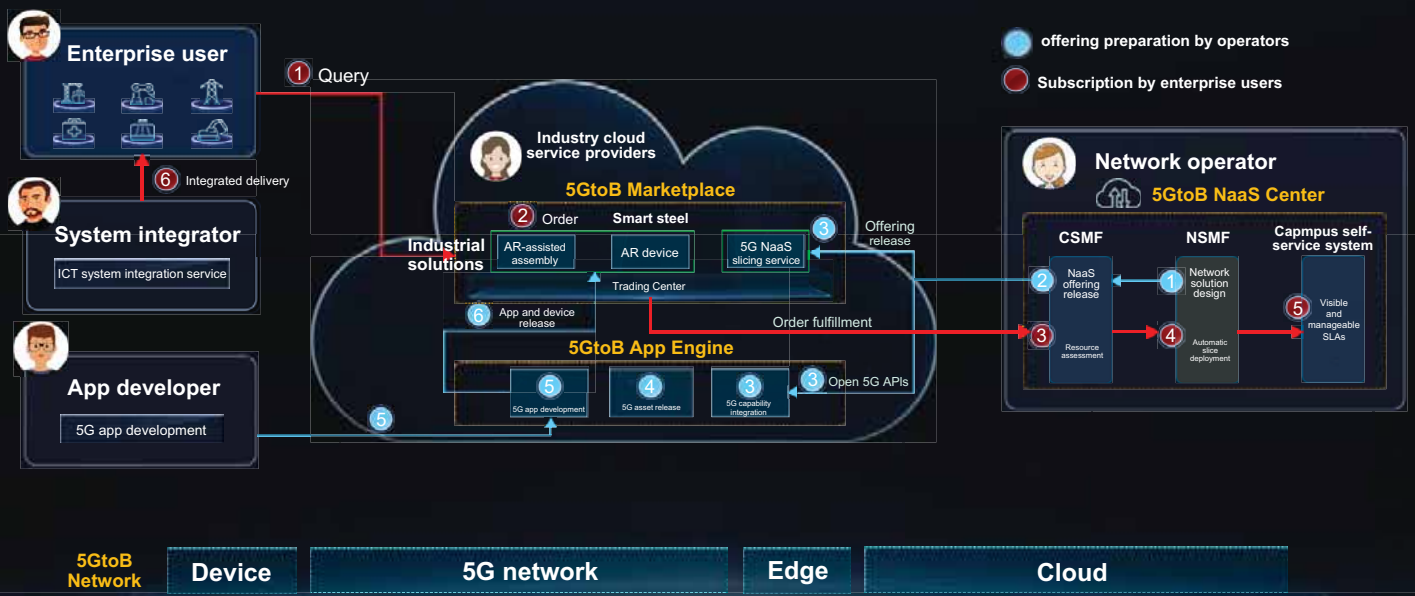 Enterprise user
1 Query
6 Integrated delivery
System integrator
ICT system integration service
App developer
5G app development
5
offering preparation by operators
Subscription by enterprise users
Industry cloud
service providers
5GtoB Marketplace
2 Order
Smart steel
3
Offering
release
Industrial
solutions
AR-assisted
assembly
AR device
5G NaaS
slicing service
Trading Center
6 App and device
release
Order fulfillment
5GtoB App Engine
5
5G app development
4
5G asset release
3
5G capability
integration
3 Open 5G APIs
Network operator
5GtoB NaaS Center
CSMF
NSMF
Capmpus self-
service system
2 NaaS
offering
release
1 Network
solution
design
5 Visible
and
manageable
SLAs
3
Resource
assessment
4 Automatic
slice
deployment
5GtoB
Network
Device
5G network
Edge
Cloud